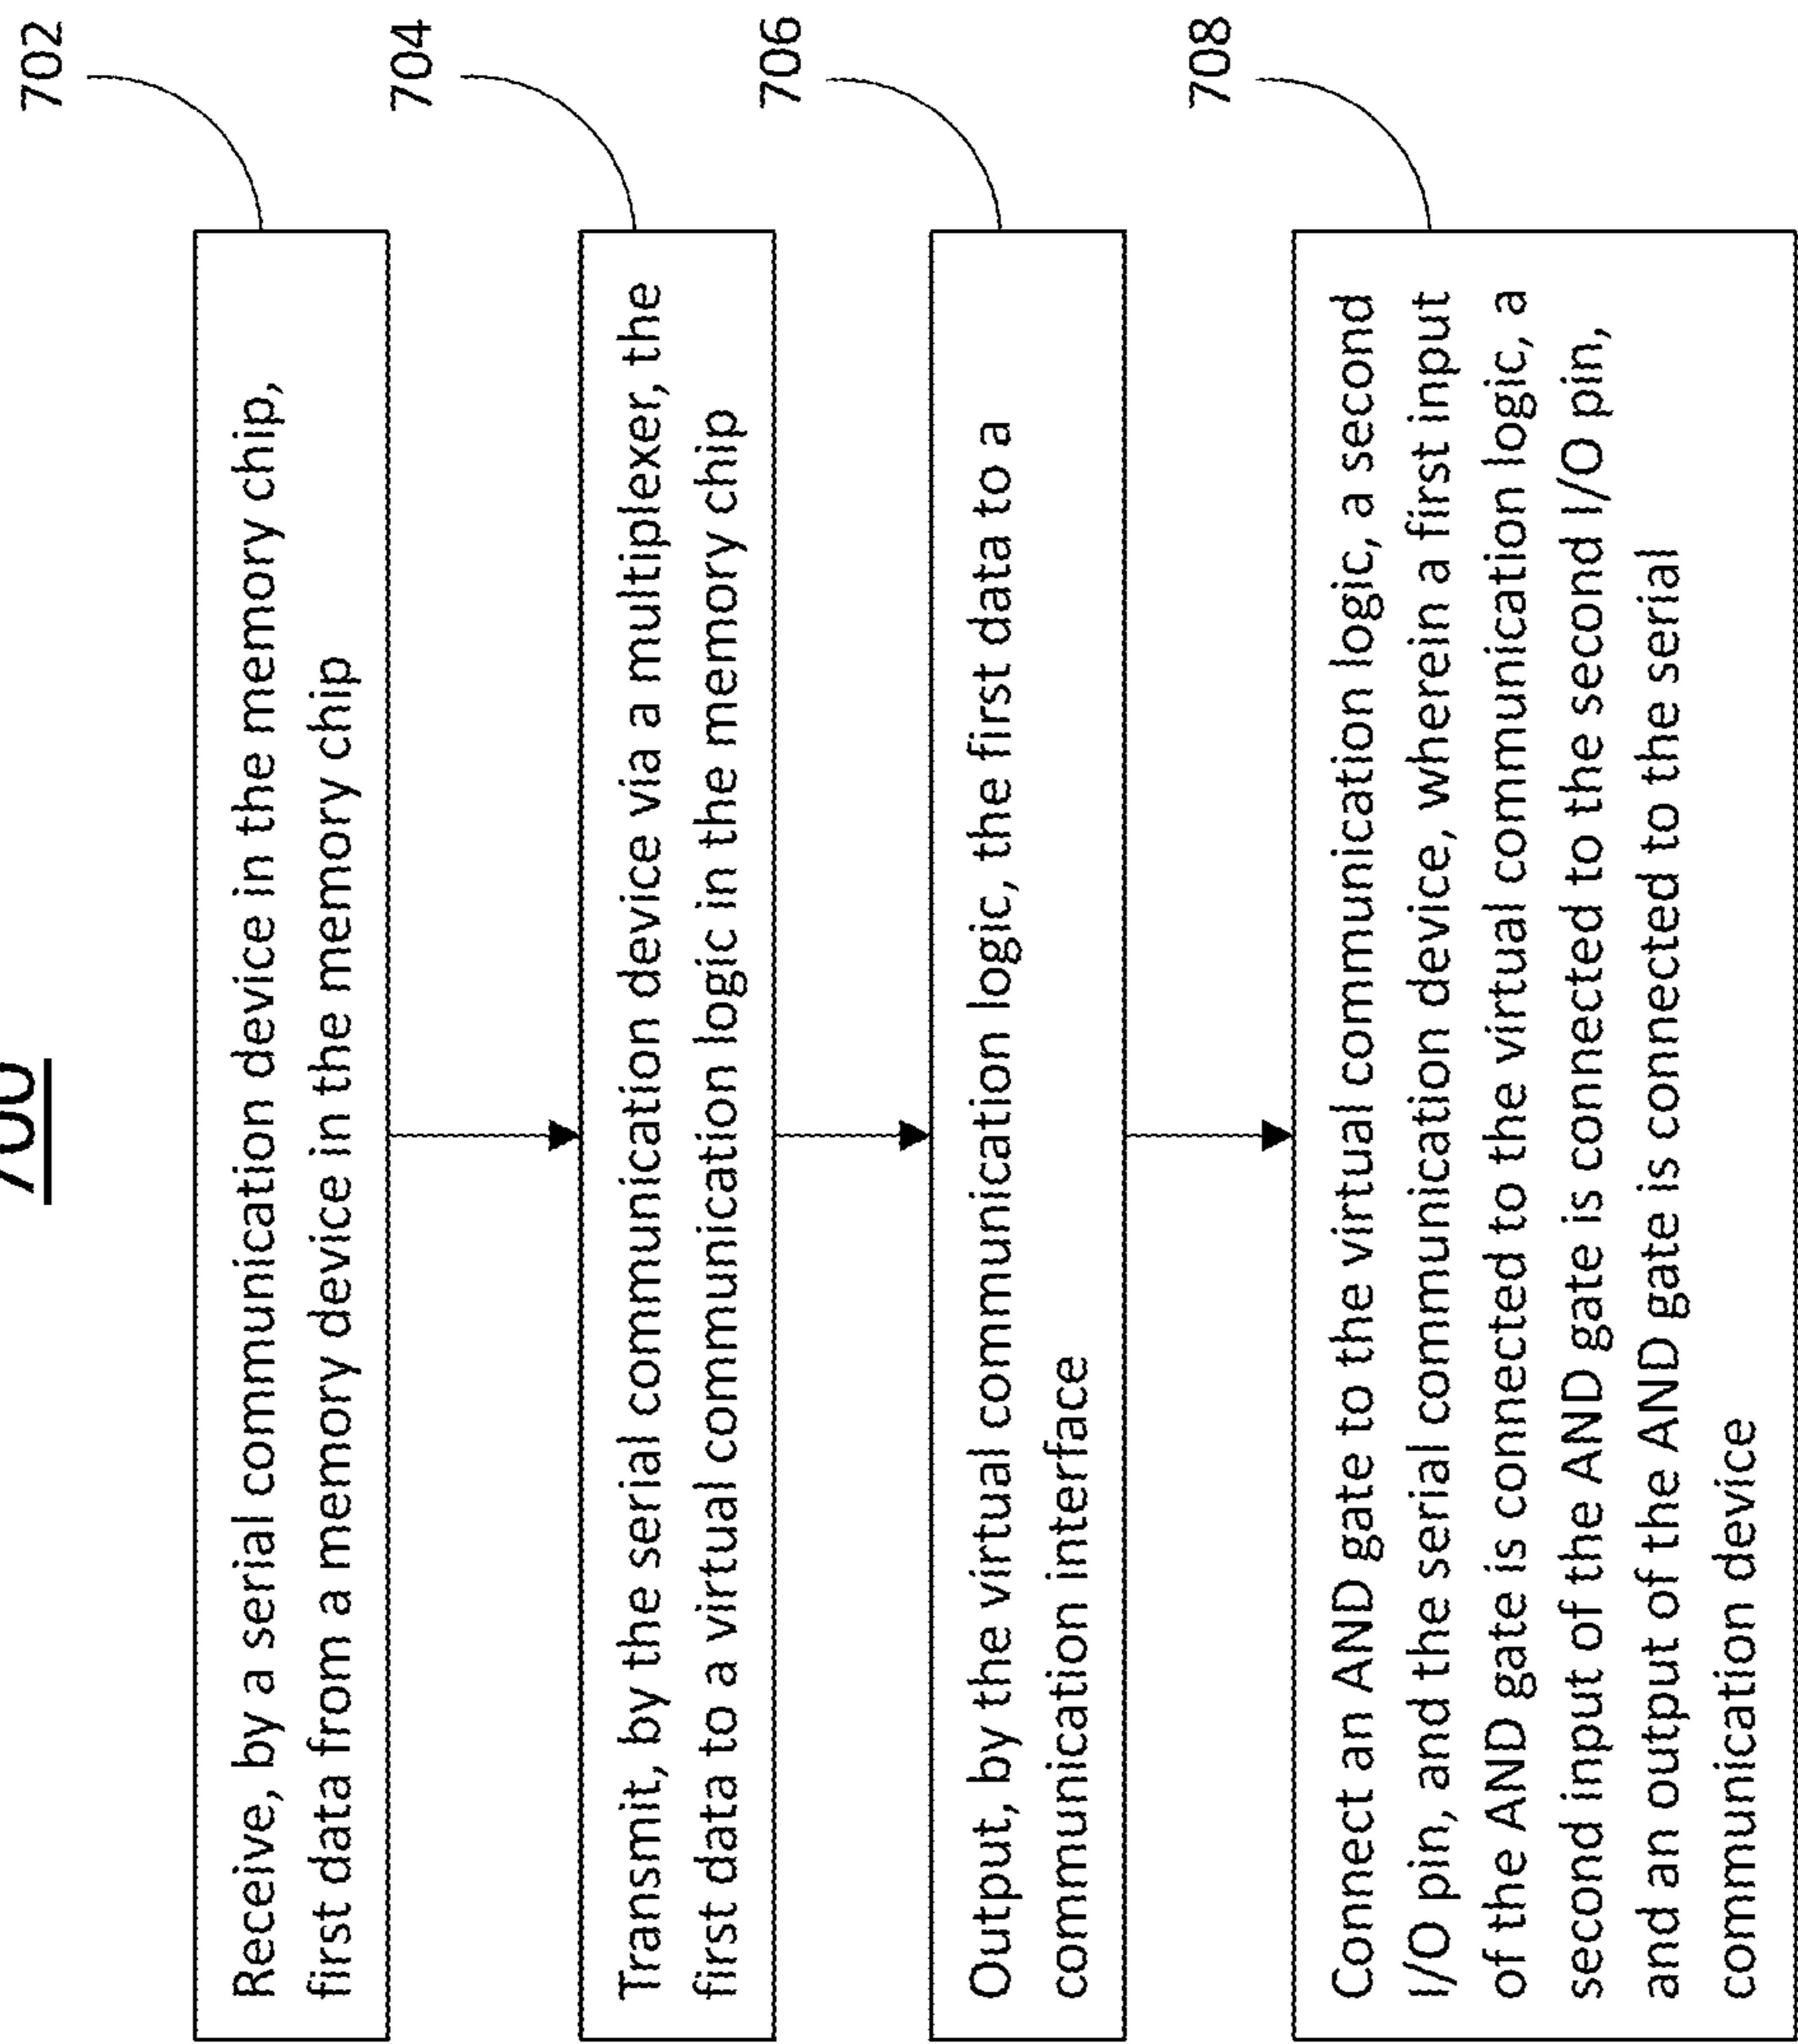 700
Receive, by a serial communication device in the memory chip,
first data from a memory device in the memory chip
702
Transmit, by the serial communication device via a multiplexer, the
first data to a virtual communication logic in the memory chip
704
Output, by the virtual communication logic, the first data to a
communication interface
706
Connect an AND gate to the virtual communication logic, a second
I/O pin, and the serial communication device, wherein a first input
of the AND gate is connected to the virtual communication logic, a
second input of the AND gate is connected to the second I/O pin,
and an output of the AND gate is connected to the serial
communication device
708